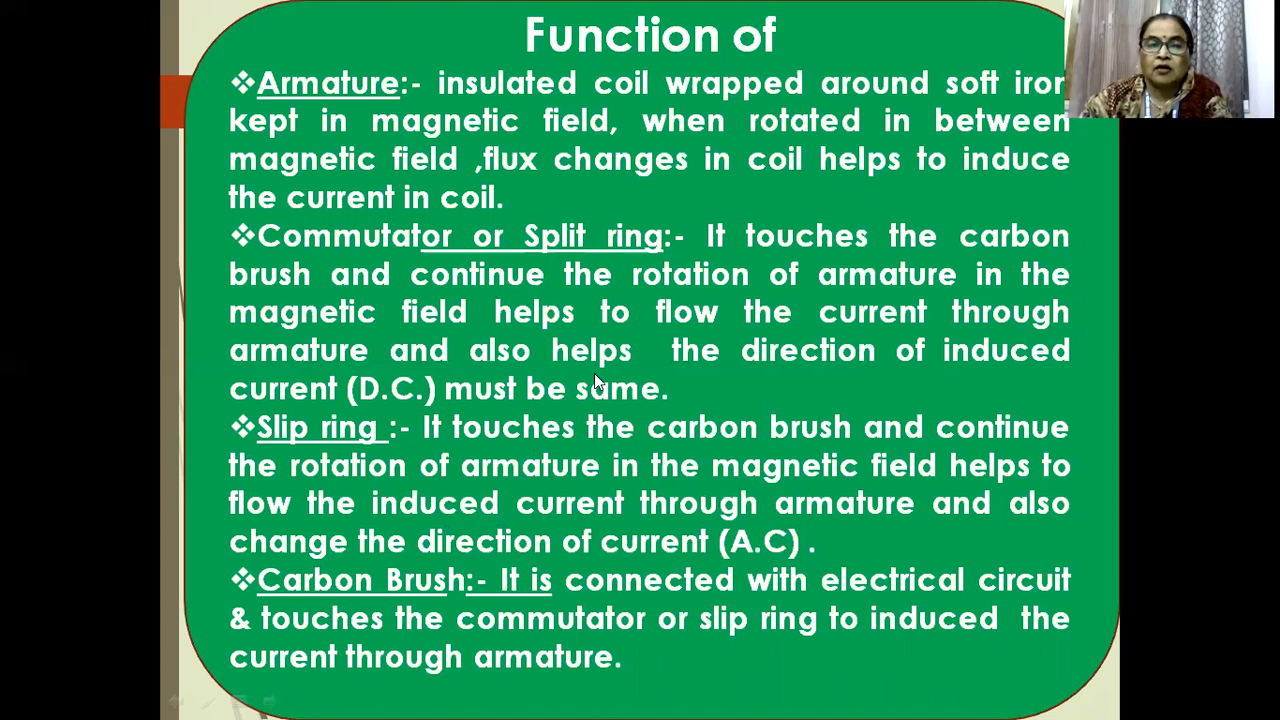 Function of
❖Armature:- insulated coil wrapped around soft iron
kept in magnetic field, when rotated in between
magnetic field ,flux changes in coil helps to induce
the current in coil.
❖Commutator or Split ring:- It touches the carbon
brush and continue the rotation of armature in the
magnetic field helps to flow the current through
armature and also helps the direction of induced
current (D.C.) must be same.
❖Slip ring :- It touches the carbon brush and continue
the rotation of armature in the magnetic field helps to
flow the induced current through armature and also
change the direction of current (A.C) .
❖Carbon Brush:- It is connected with electrical circuit
& touches the commutator or slip ring to induced the
current through armature.